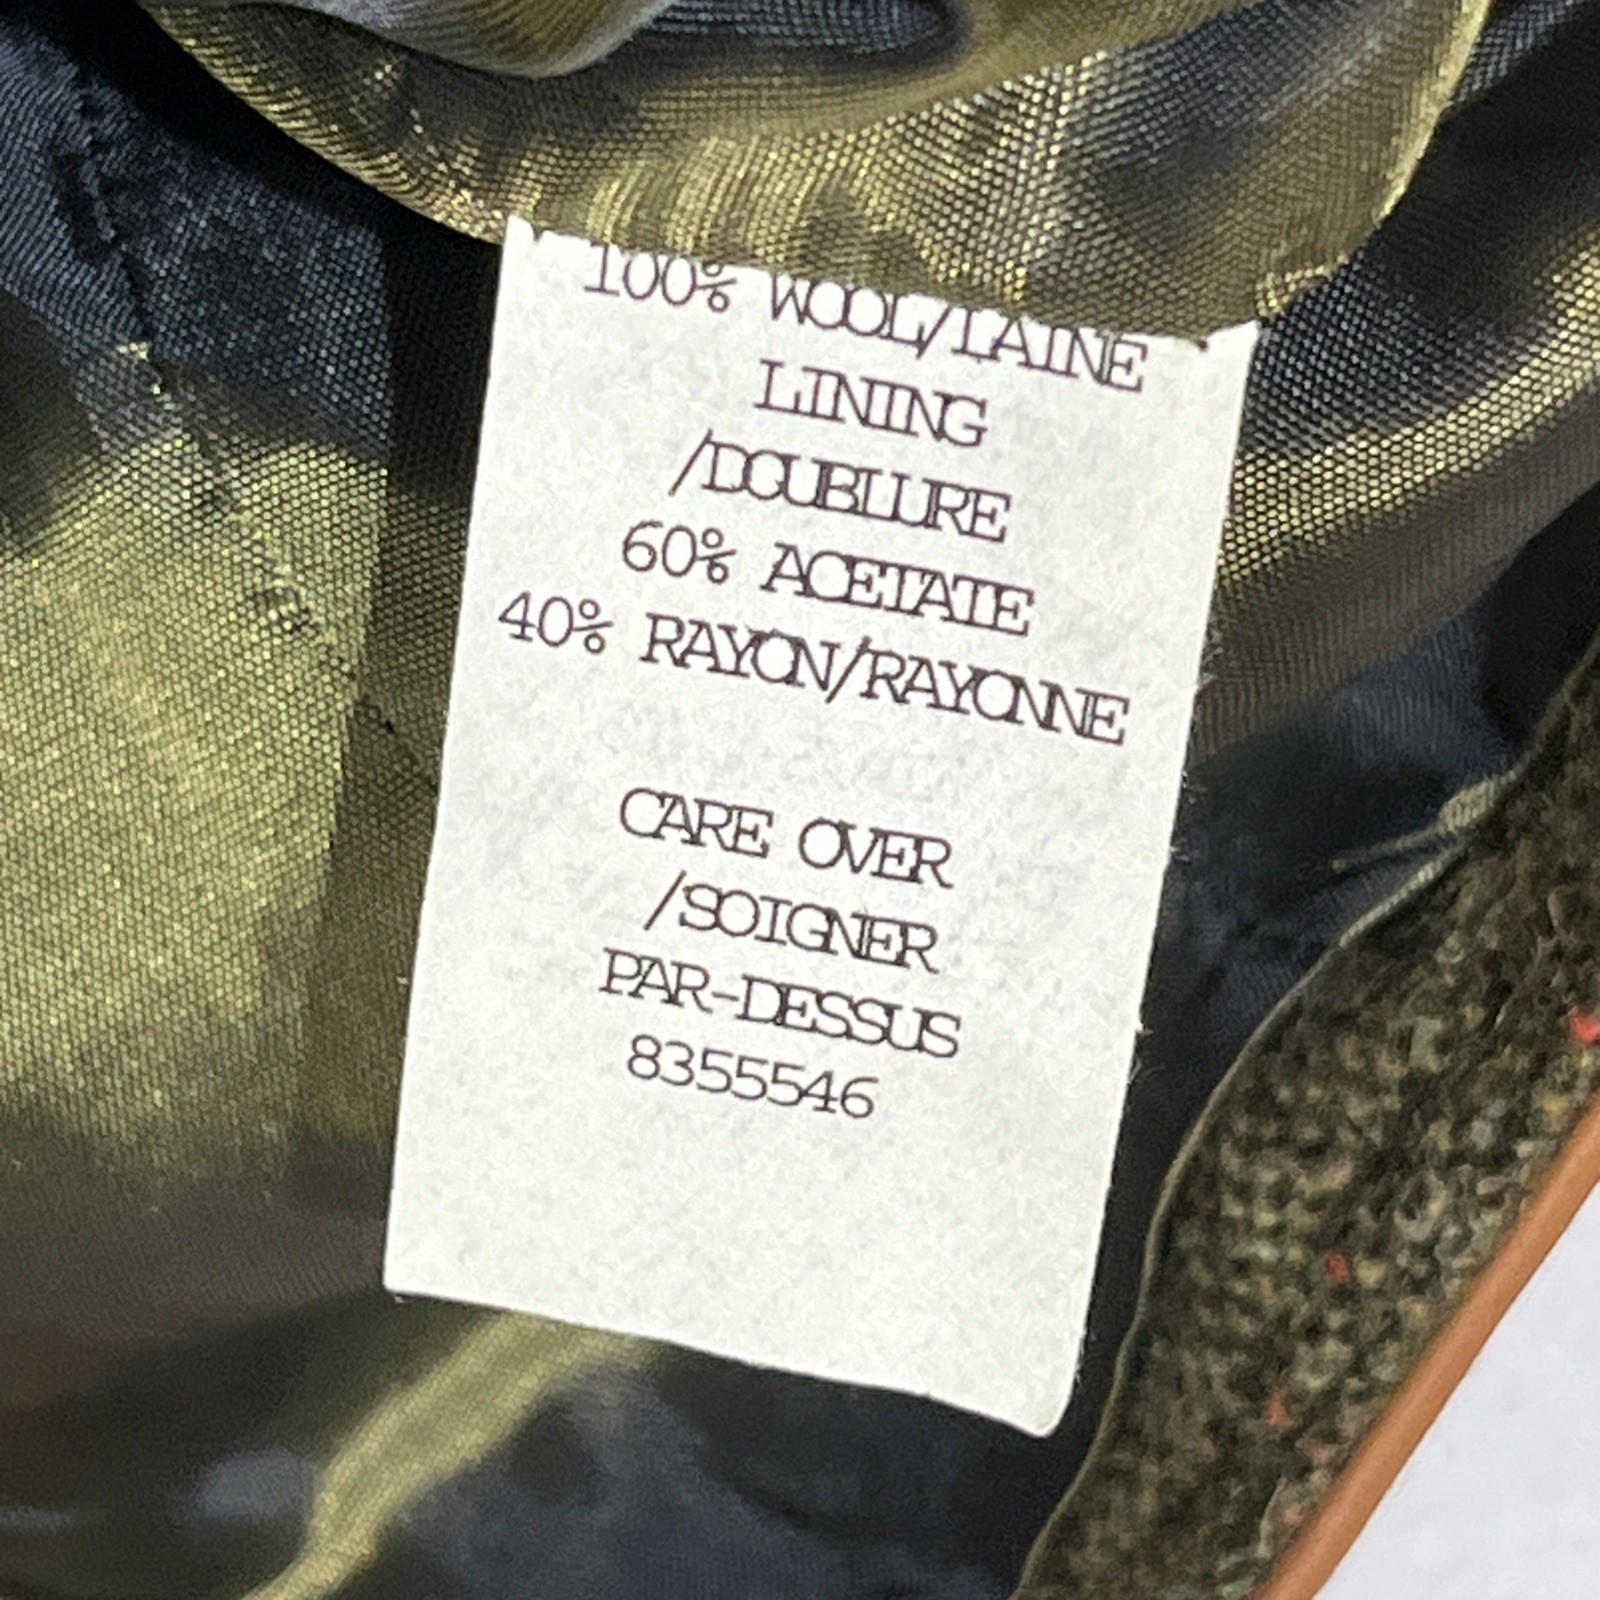 100% WOOL/LAINE
LINING
/DOUBLURE
60% ACETATE
40% RAYON/RAYONNE
CARE OVER
/SOIGNER
PAR-DESSUS
8355546